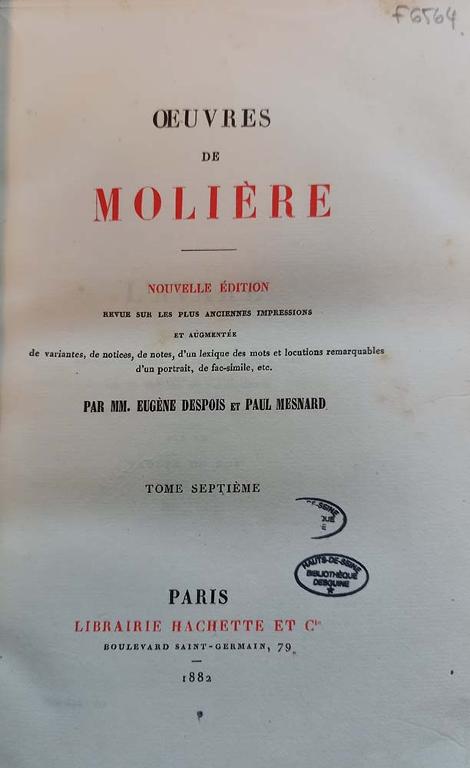 F6564
ŒUVRES
DE
MOLIÈRE
NOUVELLE ÉDITION
REVUE SUR LES PLUS ANCIENNES IMPRESSIONS
ET AUGMENTÉE
de variantes, de notices, de notes, d'un lexique des mots et locutions remarquables
d'un portrait, de fac-simile, etc.
PAR MM. EUGÈNE DESPOIS ET PAUL MESNARD
TOME SEPTIÈME
HAUTS-DE-SEINE
BIBLIOTHÈQUE
DESQUINE
PARIS
LIBRAIRIE HACHETTE ET Cie
BOULEVARD SAINT-GERMAIN, 79
1882